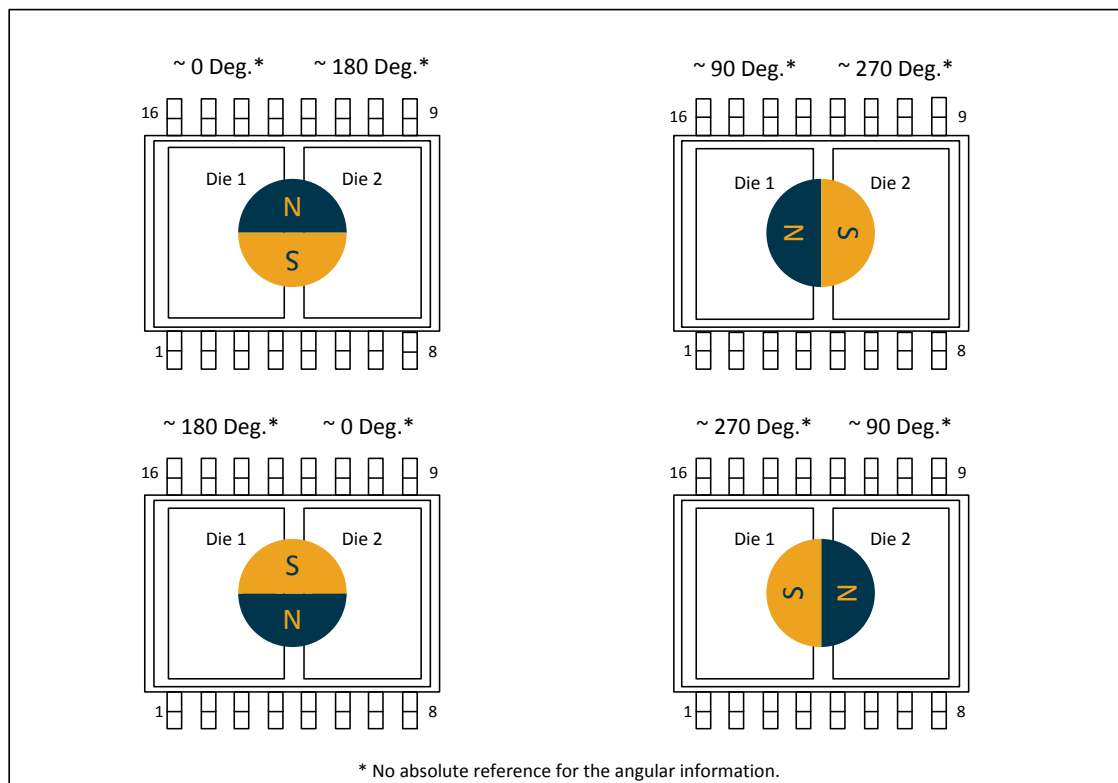 ~ 0 Deg.* ~ 180 Deg.*
16 9
Die 1 Die 2
N
S
1 8
~ 90 Deg.* ~ 270 Deg.*
16 9
Die 1 Die 2
N S
1 8
~ 180 Deg.* ~ 0 Deg.*
16 9
Die 1 Die 2
S
N
1 8
~ 270 Deg.* ~ 90 Deg.*
16 9
Die 1 Die 2
S N
1 8
* No absolute reference for the angular information.